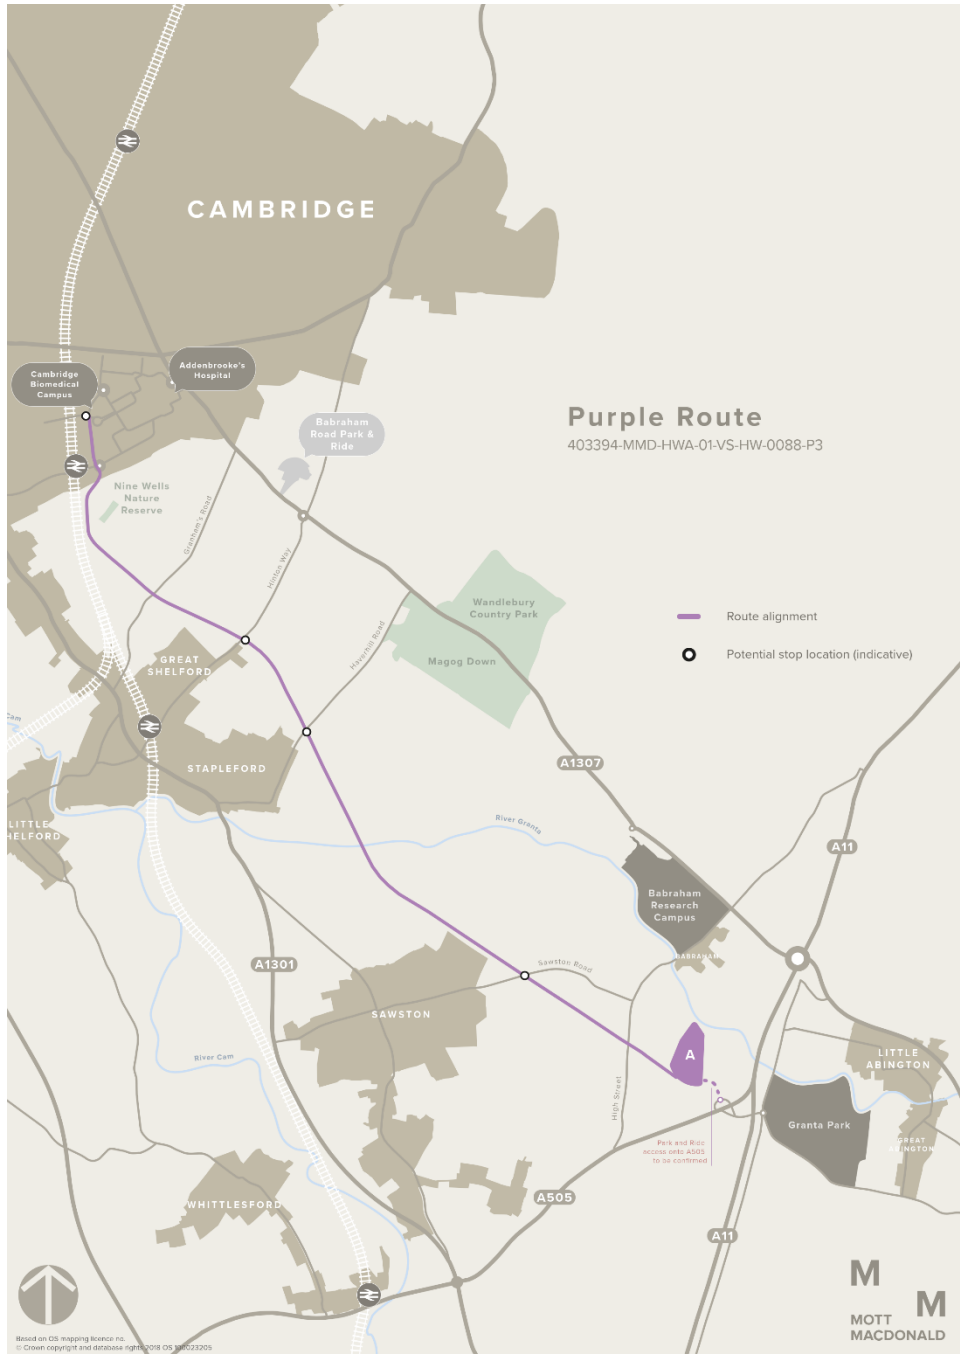 CAMBRIDGE
Cambridge
Biomedical
Campus
Addenbrooke's
Hospital
Babraham
Road Park &
Ride
Purple Route
403394-MMD-HWA-01-VS-HW-0088-P3
Nine Wells
Nature
Reserve
Granham's Road
Hinton Way
Haverhill Road
Wandlebury
Country Park
Magog Down
Route alignment
Potential stop location (indicative)
GREAT
SHELFORD
Cam
STAPLEFORD
A1307
LITTLE
HELFORD
River Granta
A11
Babraham
Research
Campus
BABRAHAM
A1301
Sawston Road
SAWSTON
River Cam
A
LITTLE
ABINGTON
High Street
Granta Park
GREAT
ABINGTON
Park and Ride
access onto A505
to be confirmed
WHITTLESFORD
A505
A11
M
M
MOTT
MACDONALD
Based on OS mapping licence no.
© Crown copyright and database rights 2018 OS 100023205